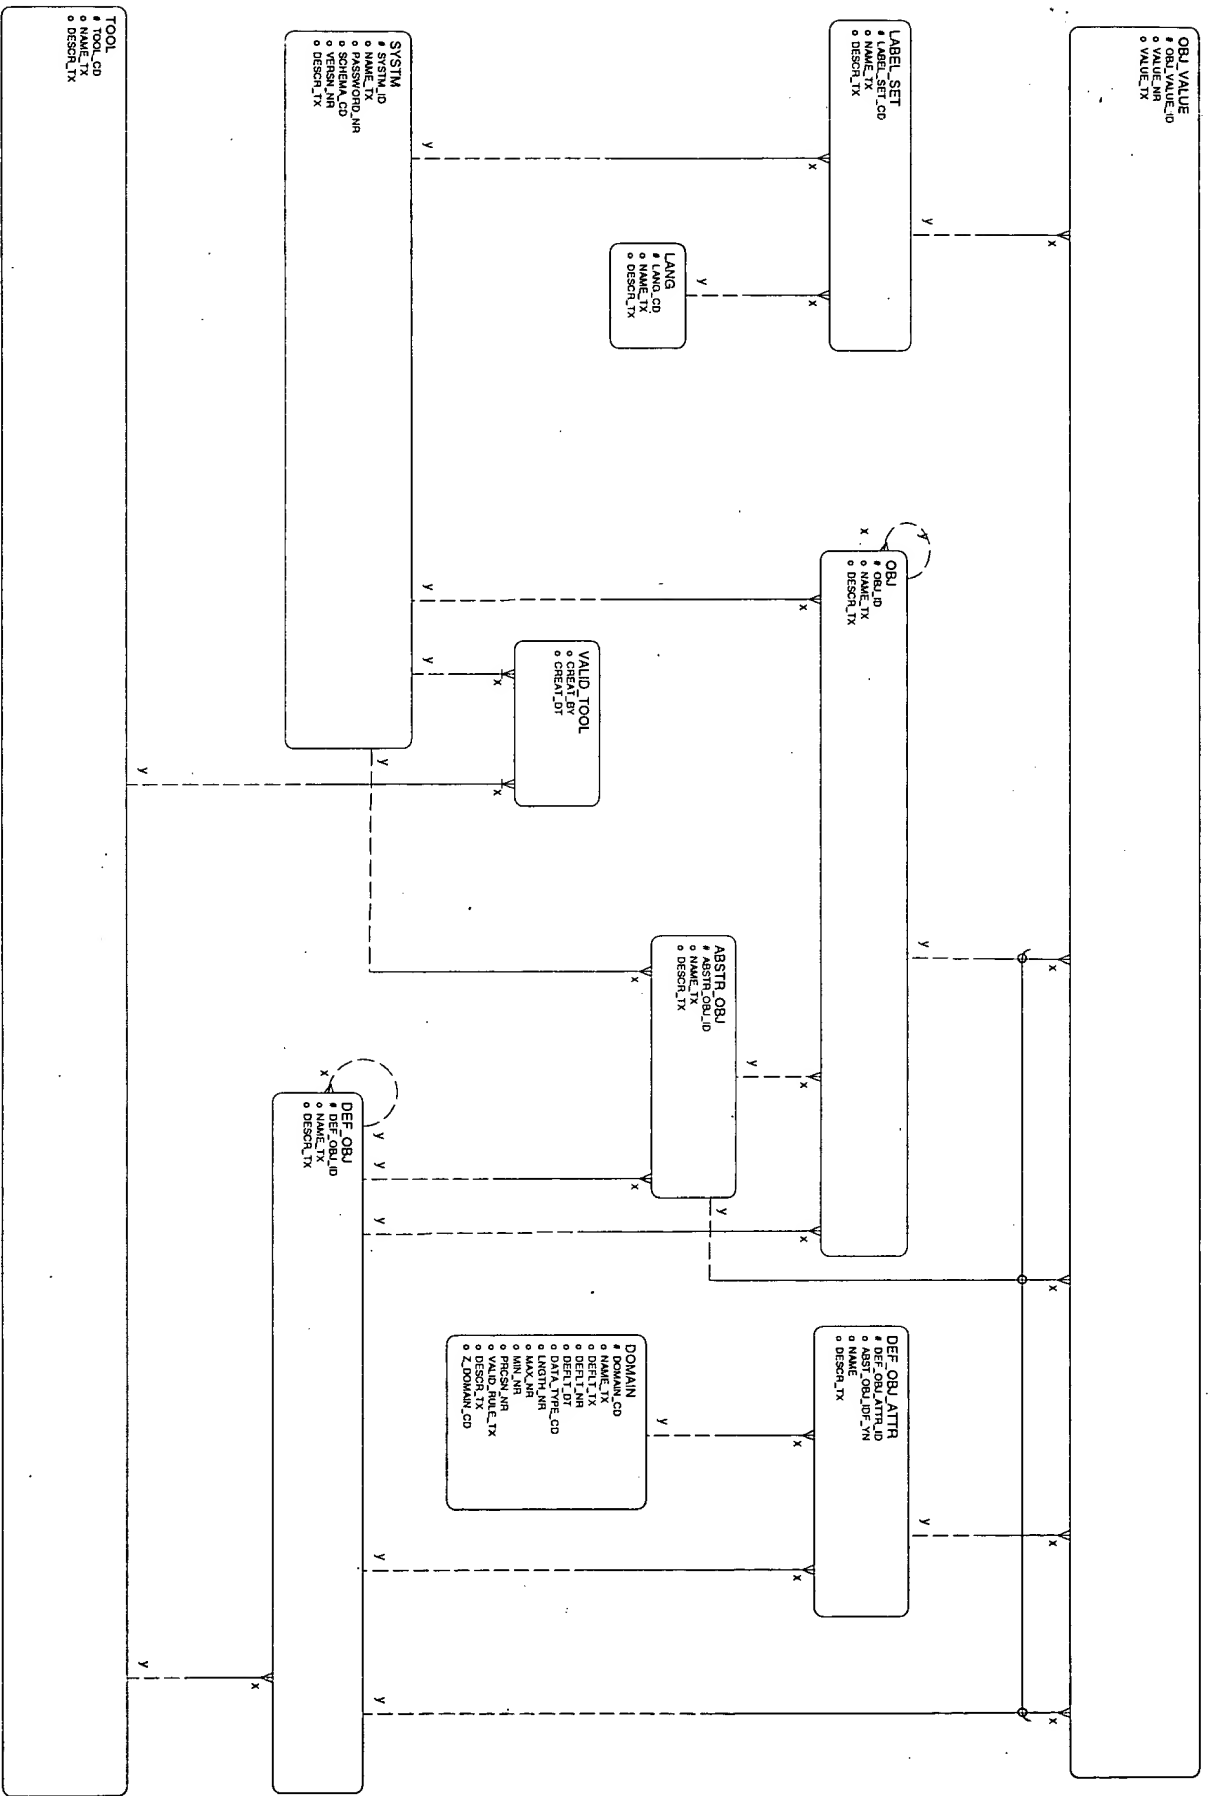 OBJ_VALUE
# OBJ_VALUE_ID
o VALUE_NR
o VALUE_TX
x
x
x
x
x
y
y
y
y
LABEL_SET
# LABEL_SET_CD
o NAME_TX
o DESCR_TX
x
x
x
OBJ
# OBJ_ID
o NAME_TX
o DESCR_TX
x
x
x
DEF_OBJ_ATTR
# DEF_OBJ_ATTR_ID
o ABST_OBJ_IDF_YN
o NAME
o DESCR_TX
x
x
y
y
y
y
LANG
# LANG_CD
o NAME_TX
o DESCR_TX
ABSTR_OBJ
# ABSTR_OBJ_ID
o NAME_TX
o DESCR_TX
x
x
DOMAIN
# DOMAIN_CD
o NAME_TX
o DEFLT_TX
o DEFLT_NR
o DEFLT_DT
o DATA_TYPE_CD
o LNGTH_NR
o MAX_NR
o MIN_NR
o PRCSN_NR
o VALID_RULE_TX
o DESCR_TX
o Z_DOMAIN_CD
VALID_TOOL
o CREAT_BY
o CREAT_DT
x
x
y
y
y
y
SYSTM
# SYSTM_ID
o NAME_TX
o PASSWORD_NR
o SCHEMA_CD
o VERSN_NR
o DESCR_TX
y
y
y
y
y
x
DEF_OBJ
# DEF_OBJ_ID
o NAME_TX
o DESCR_TX
x
y
y
TOOL
# TOOL_CD
o NAME_TX
o DESCR_TX